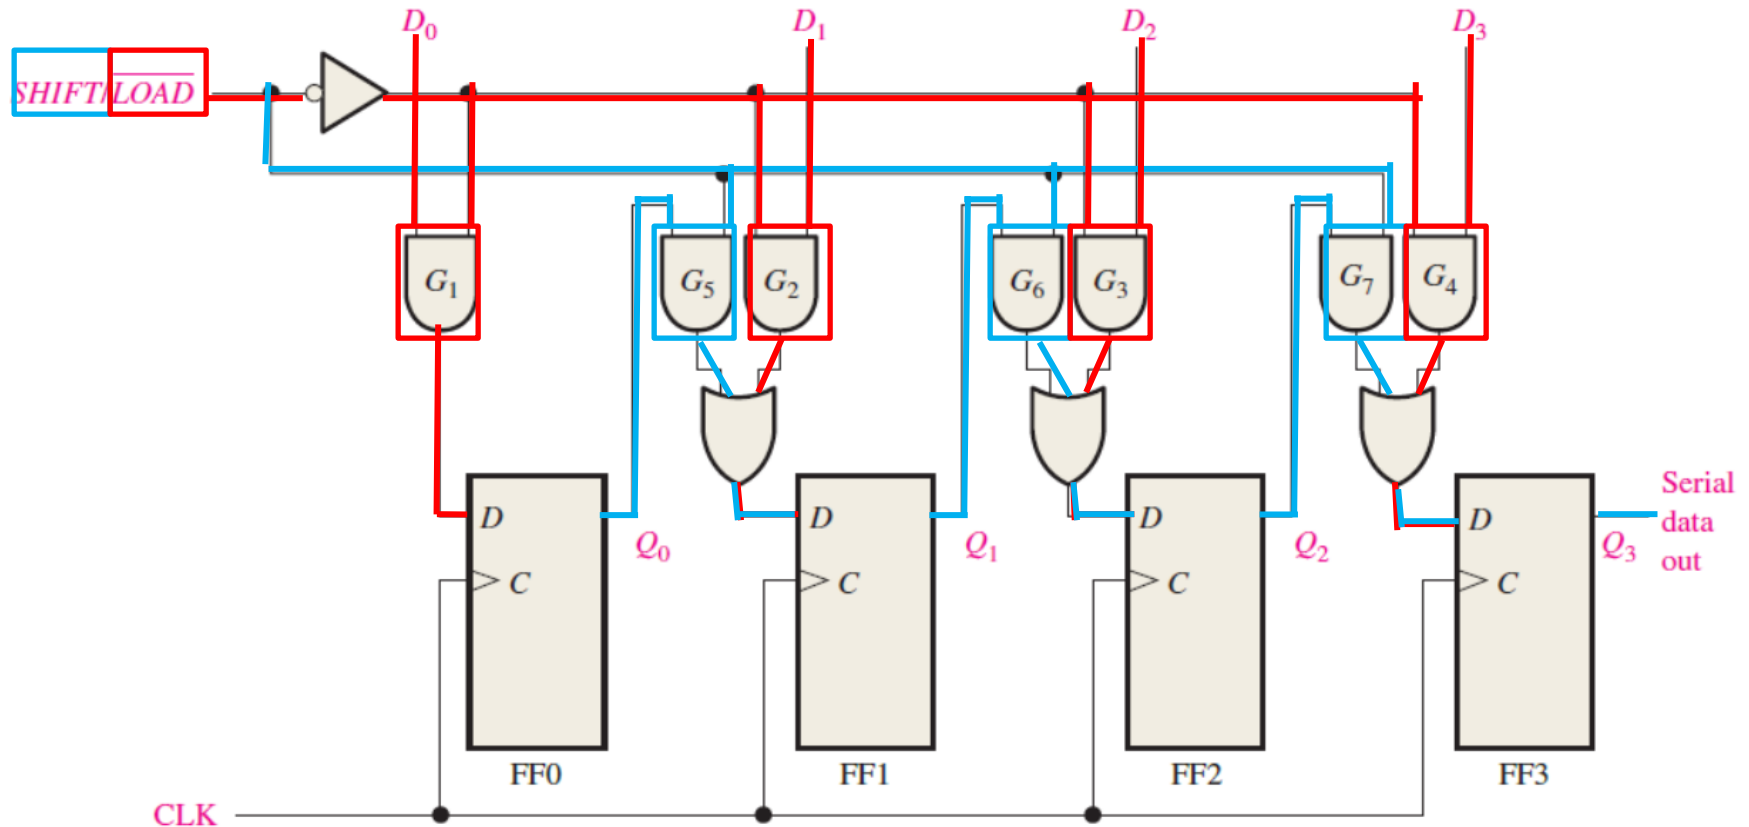 D₀ D₁ D₂ D₃
SHIFT/L̅O̅A̅D̅
G₁ G₅ G₂ G₆ G₃ G₇ G₄
D D D D
Q₀ Q₁ Q₂ Q₃
Serial
data
out
C C C C
FF0 FF1 FF2 FF3
CLK